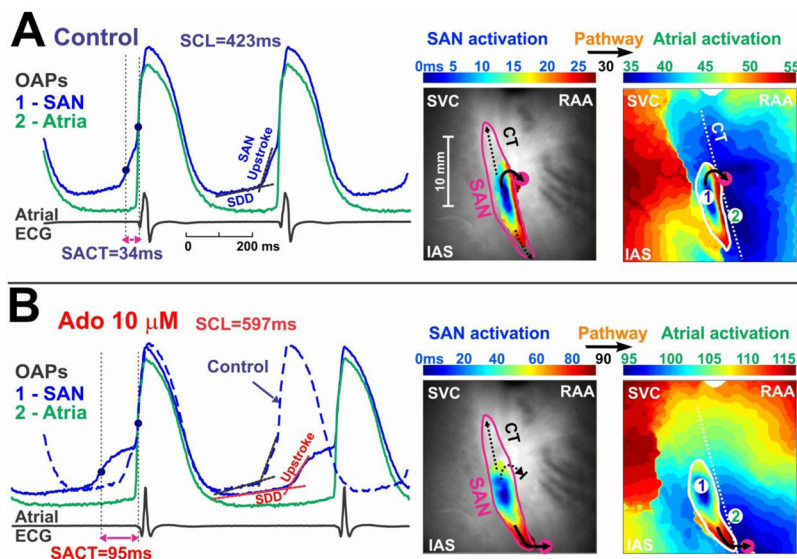 A Control SCL=423ms
OAPs
1 - SAN
2 - Atria
SAN
Upstroke
SDD
Atrial
ECG
0 200 ms
SACT=34ms
SAN activation Pathway Atrial activation
0ms 5 10 15 20 25 30 35 40 45 50 55
SVC RAA
CT
10 mm
SAN
IAS
SVC RAA
CT
1
2
IAS
B Ado 10 µM SCL=597ms
OAPs
1 - SAN
2 - Atria
Control
Upstroke
SDD
Atrial
ECG
SACT=95ms
SAN activation Pathway Atrial activation
0ms 20 40 60 80 90 95 100 105 110 115
SVC RAA
CT
SAN
IAS
SVC RAA
1
2
IAS